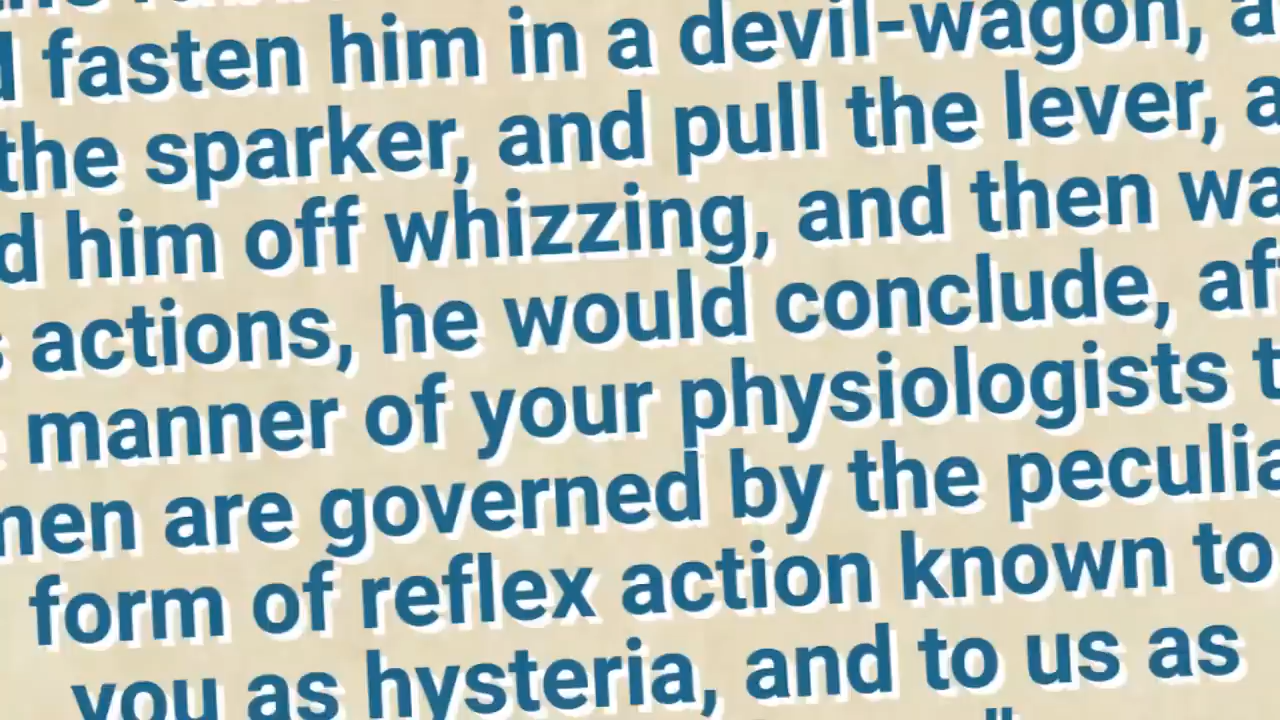 fasten him in a devil-wagon,
the sparker, and pull the lever,
him off whizzing, and then
actions, he would conclude,
manner of your physiologists
are governed by the
form of reflex action known to
you as hysteria, and to us as